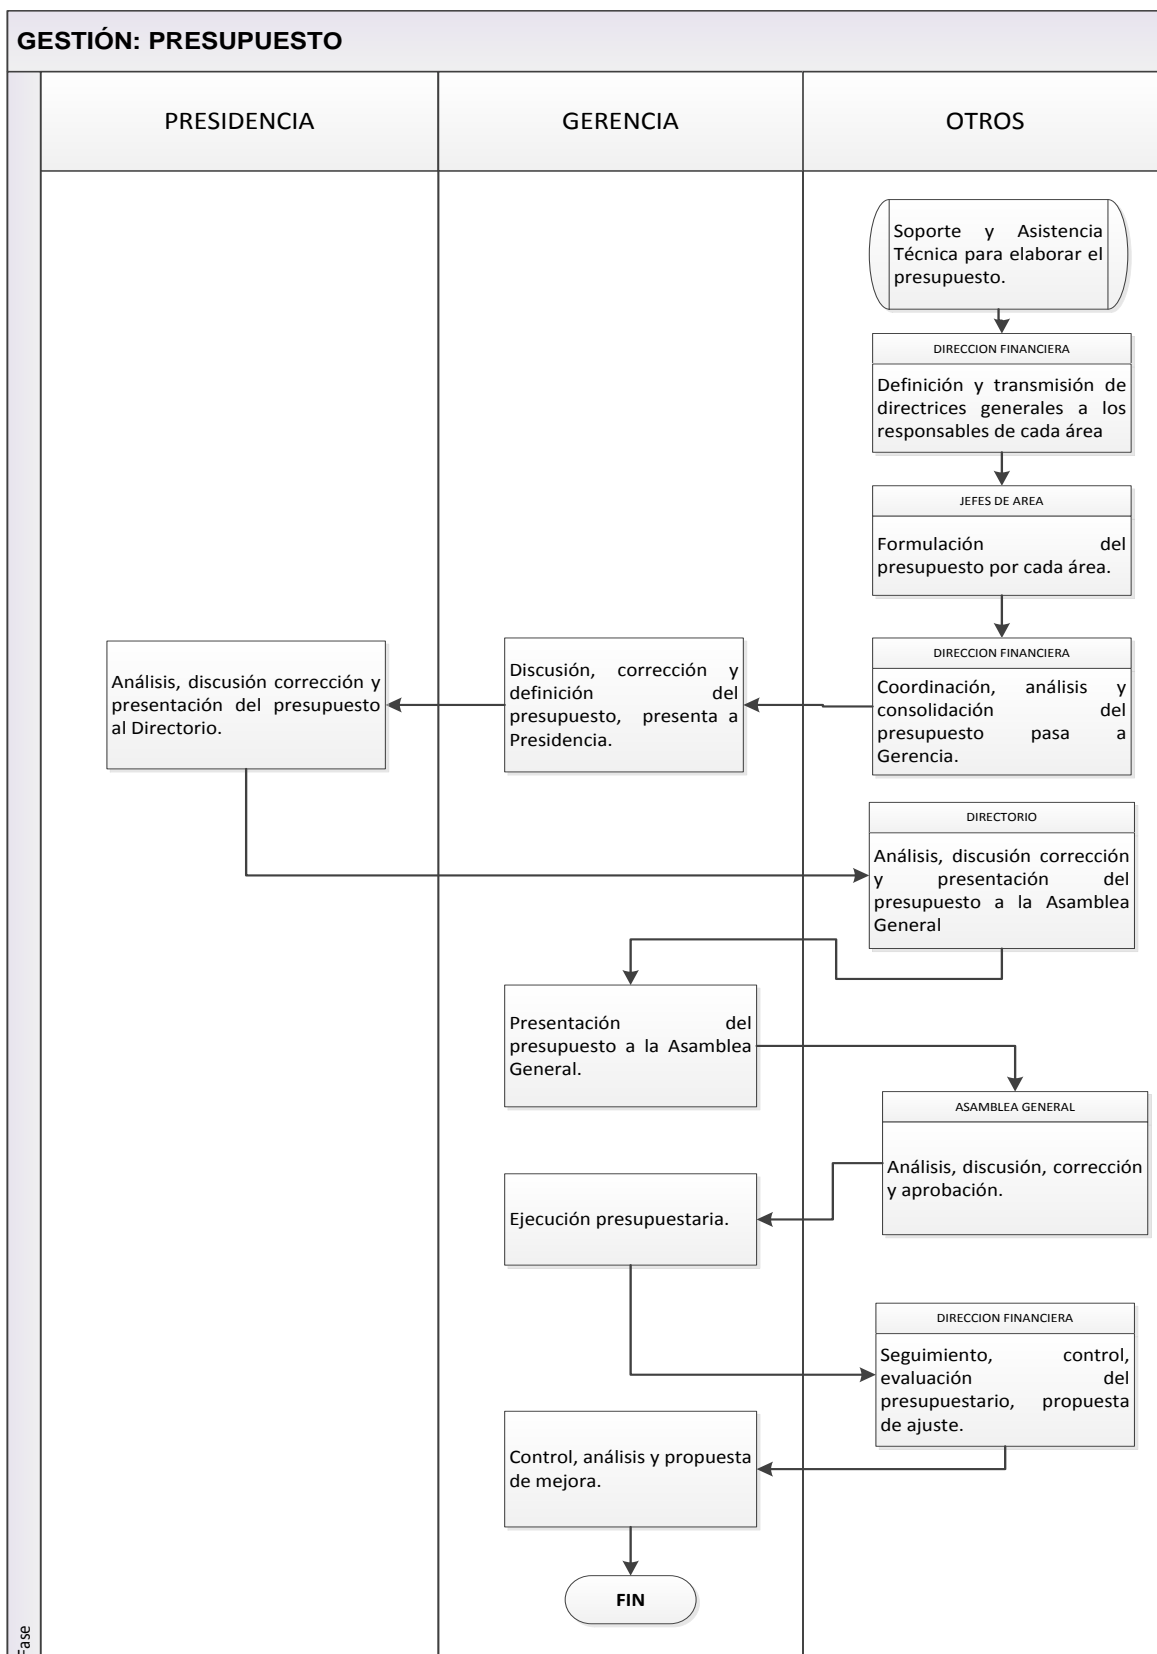 GESTIÓN: PRESUPUESTO
PRESIDENCIA
GERENCIA
OTROS
Soporte y Asistencia
Técnica para elaborar el
presupuesto.
DIRECCION FINANCIERA
Definición y transmisión de
directrices generales a los
responsables de cada área
JEFES DE AREA
Formulación del
presupuesto por cada área.
DIRECCION FINANCIERA
Coordinación, análisis y
consolidación del
presupuesto pasa a
Gerencia.
Discusión, corrección y
definición del
presupuesto, presenta a
Presidencia.
Análisis, discusión corrección y
presentación del presupuesto
al Directorio.
DIRECTORIO
Análisis, discusión corrección
y presentación del
presupuesto a la Asamblea
General
Presentación del
presupuesto a la Asamblea
General.
ASAMBLEA GENERAL
Análisis, discusión, corrección
y aprobación.
Ejecución presupuestaria.
DIRECCION FINANCIERA
Seguimiento, control,
evaluación del
presupuestario, propuesta
de ajuste.
Control, análisis y propuesta
de mejora.
FIN
Fase